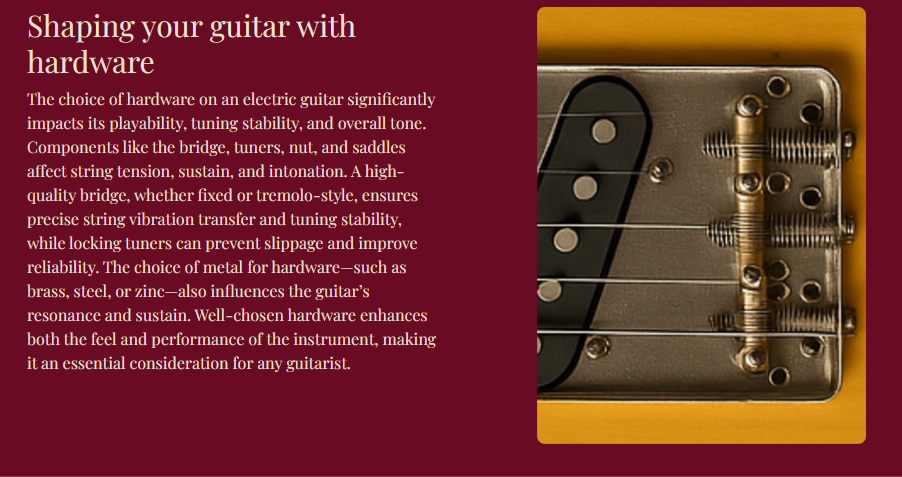 Shaping your guitar with
hardware
The choice of hardware on an electric guitar significantly
impacts its playability, tuning stability, and overall tone.
Components like the bridge, tuners, nut, and saddles
affect string tension, sustain, and intonation. A high-
quality bridge, whether fixed or tremolo-style, ensures
precise string vibration transfer and tuning stability,
while locking tuners can prevent slippage and improve
reliability. The choice of metal for hardware—such as
brass, steel, or zinc—also influences the guitar’s
resonance and sustain. Well-chosen hardware enhances
both the feel and performance of the instrument, making
it an essential consideration for any guitarist.